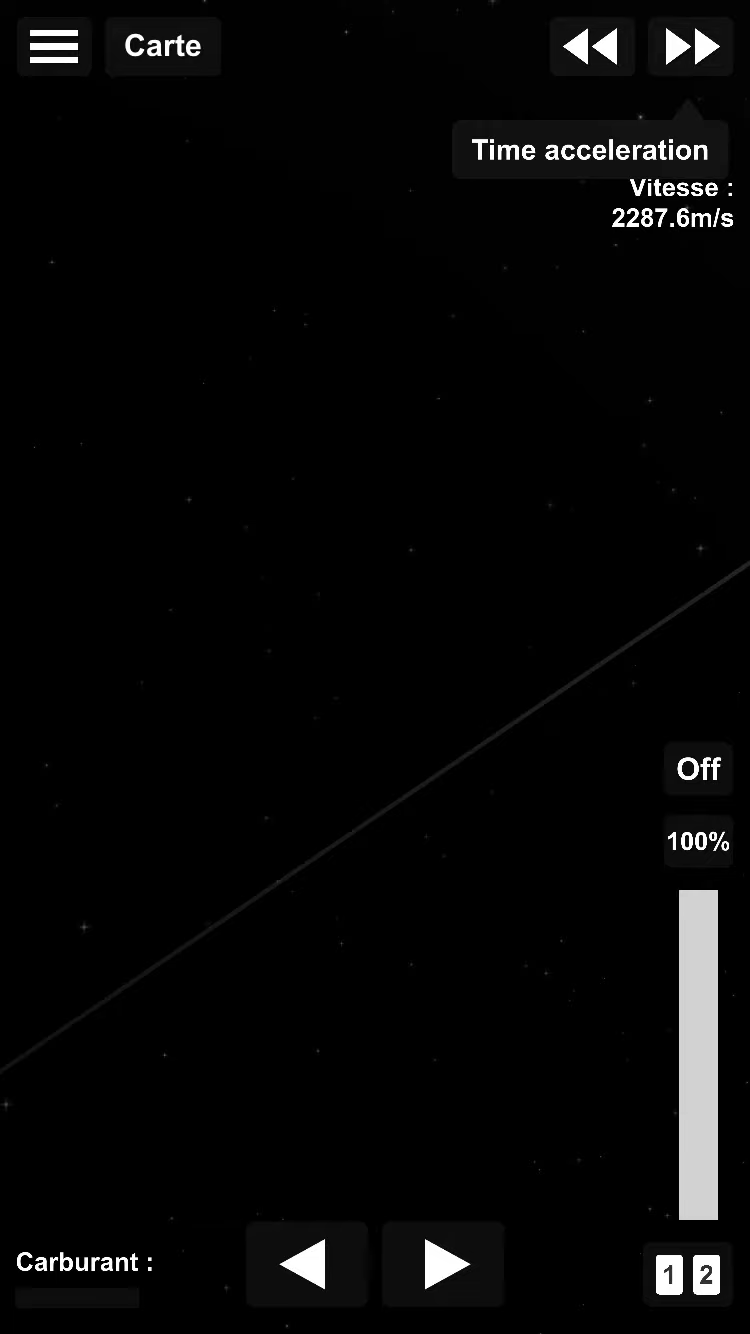 Carte
Time acceleration
Vitesse :
2287.6m/s
Off
100%
Carburant :
1 2